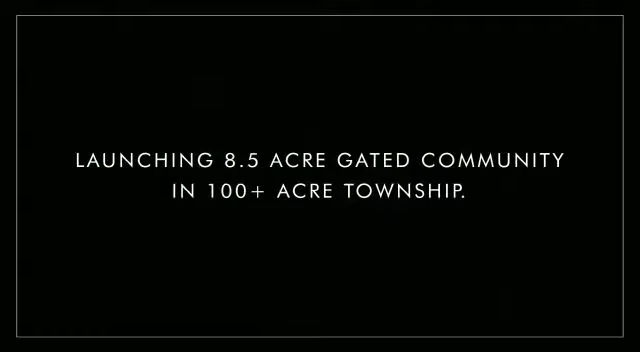 LAUNCHING 8.5 ACRE GATED COMMUNITY
IN 100+ ACRE TOWNSHIP.